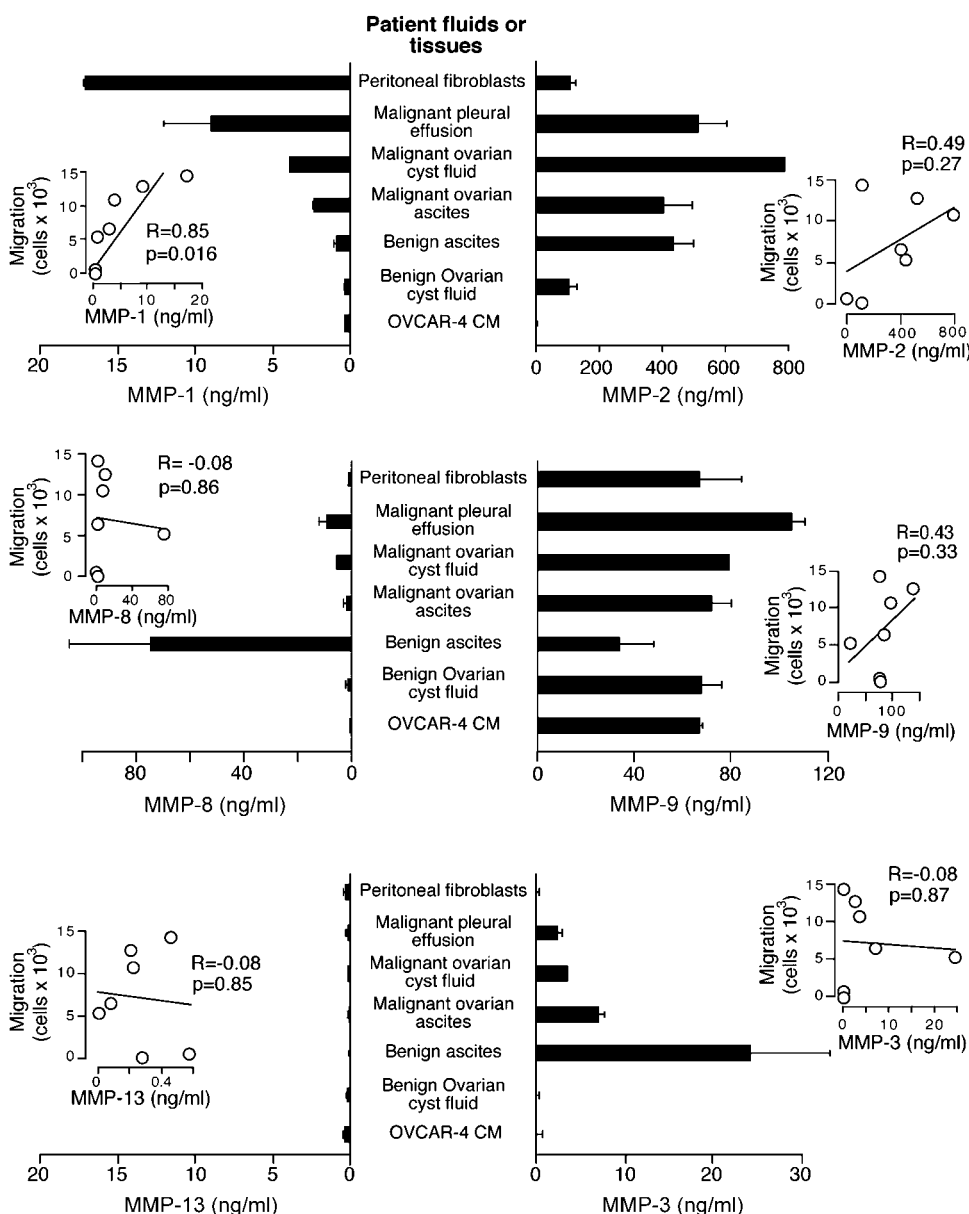 Patient fluids or
tissues
Peritoneal fibroblasts
Malignant pleural
effusion
Malignant ovarian
cyst fluid
Malignant ovarian
ascites
Benign ascites
Benign Ovarian
cyst fluid
OVCAR-4 CM
20 15 10 5 0
MMP-1 (ng/ml)
0 200 400 600 800
MMP-2 (ng/ml)
Migration
(cells x 10³)
15
10
5
0
R=0.85
p=0.016
0 10 20
MMP-1 (ng/ml)
R=0.49
p=0.27
Migration
(cells x 10³)
15
10
5
0
0 400 800
MMP-2 (ng/ml)
Peritoneal fibroblasts
Malignant pleural
effusion
Malignant ovarian
cyst fluid
Malignant ovarian
ascites
Benign ascites
Benign Ovarian
cyst fluid
OVCAR-4 CM
80 40 0
MMP-8 (ng/ml)
0 40 80 120
MMP-9 (ng/ml)
Migration
(cells x 10³)
15
10
5
0
R= -0.08
p=0.86
0 40 80
MMP-8 (ng/ml)
R=0.43
p=0.33
Migration
(cells x 10³)
15
10
5
0
0 100
MMP-9 (ng/ml)
Peritoneal fibroblasts
Malignant pleural
effusion
Malignant ovarian
cyst fluid
Malignant ovarian
ascites
Benign ascites
Benign Ovarian
cyst fluid
OVCAR-4 CM
20 15 10 5 0
MMP-13 (ng/ml)
0 10 20 30
MMP-3 (ng/ml)
Migration
(cells x 10³)
15
10
5
0
R=-0.08
p=0.85
0 0.4
MMP-13 (ng/ml)
R=-0.08
p=0.87
Migration
(cells x 10³)
15
10
5
0
0 10 20
MMP-3 (ng/ml)